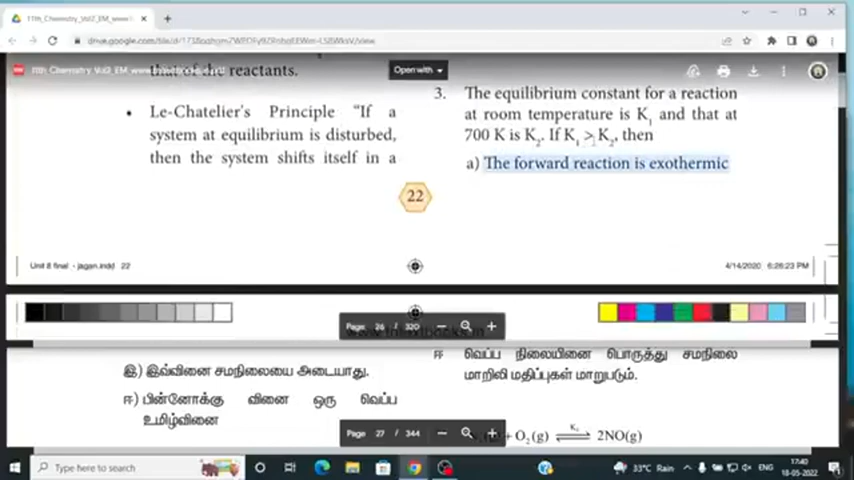 11th_Chemistry_Vol2_EM_www.
that of the reactants.
Open with
• Le-Chatelier's Principle "If a
system at equilibrium is disturbed,
then the system shifts itself in a
3. The equilibrium constant for a reaction
at room temperature is K₁ and that at
700 K is K₂. If K₁ > K₂, then
a) The forward reaction is exothermic
22
Unit 8 final - jagan.indd 22
4/14/2020 6:26:23 PM
Page 26 / 320
இ) இவ்வினை சமநிலையை அடையாது.
ஈ) பின்னோக்கு வினை ஒரு வெப்ப
உமிழ்வினை
ஈ வெப்ப நிலையினை பொருத்து சமநிலை
மாறிலி மதிப்புகள் மாறுபடும்.
Page 27 / 344
+ O₂(g) ⇌ 2NO(g)
Type here to search
33°C Rain
ENG
17:40
18-05-2022